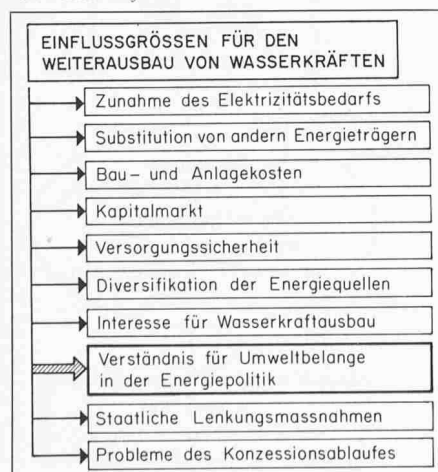 EINFLUSSGRÖSSEN FÜR DEN
WEITERAUSBAU VON WASSERKRÄFTEN
Zunahme des Elektrizitätsbedarfs
Substitution von andern Energieträgern
Bau- und Anlagekosten
Kapitalmarkt
Versorgungssicherheit
Diversifikation der Energiequellen
Interesse für Wasserkraftausbau
Verständnis für Umweltbelange
in der Energiepolitik
Staatliche Lenkungsmassnahmen
Probleme des Konzessionsablaufes